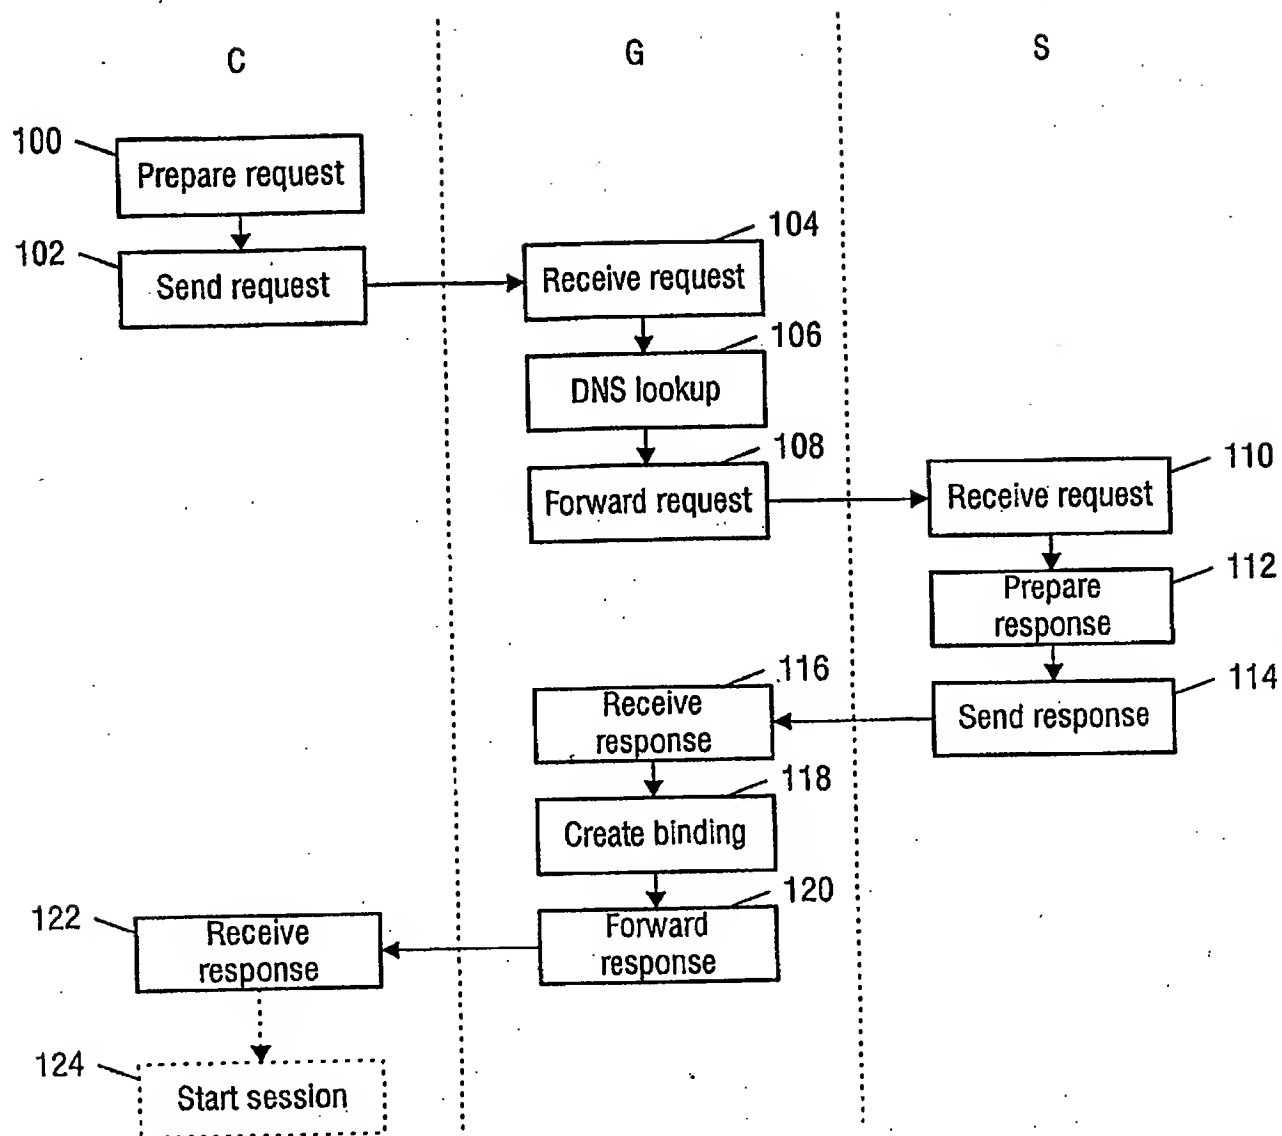 C
G
S
100
Prepare request
102
Send request
104
Receive request
106
DNS lookup
108
Forward request
110
Receive request
112
Prepare
response
114
Send response
116
Receive
response
118
Create binding
120
Forward
response
122
Receive
response
124
Start session